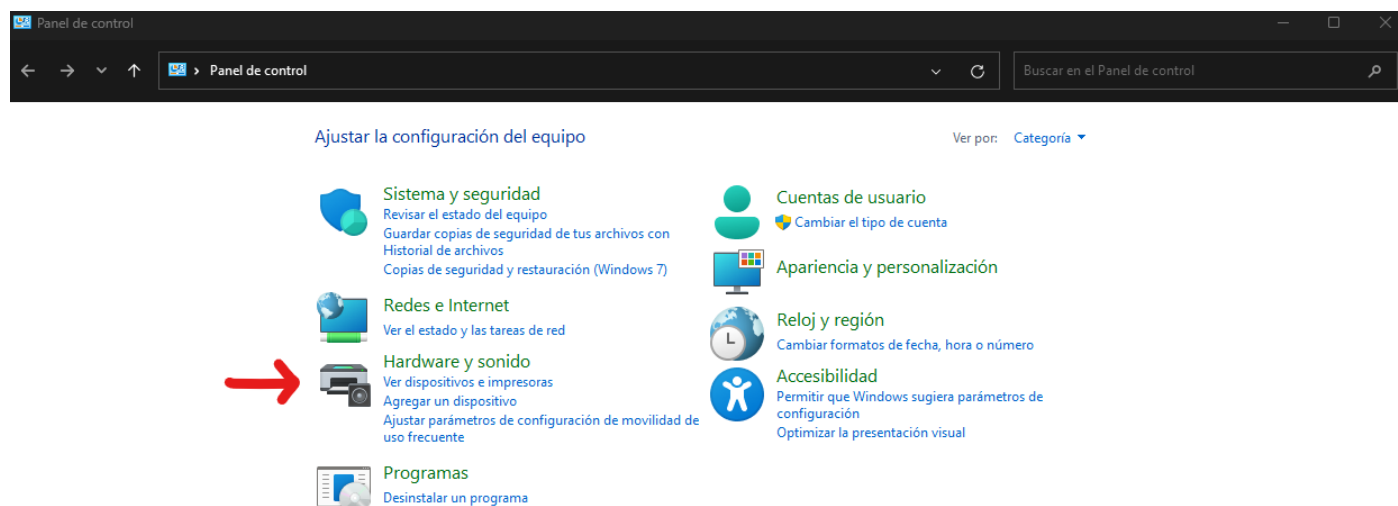 Panel de control
Panel de control
Buscar en el Panel de control
Ajustar la configuración del equipo
Ver por: Categoría
Sistema y seguridad
Revisar el estado del equipo
Guardar copias de seguridad de tus archivos con
Historial de archivos
Copias de seguridad y restauración (Windows 7)
Redes e Internet
Ver el estado y las tareas de red
Hardware y sonido
Ver dispositivos e impresoras
Agregar un dispositivo
Ajustar parámetros de configuración de movilidad de
uso frecuente
Programas
Desinstalar un programa
Cuentas de usuario
Cambiar el tipo de cuenta
Apariencia y personalización
Reloj y región
Cambiar formatos de fecha, hora o número
Accesibilidad
Permitir que Windows sugiera parámetros de
configuración
Optimizar la presentación visual